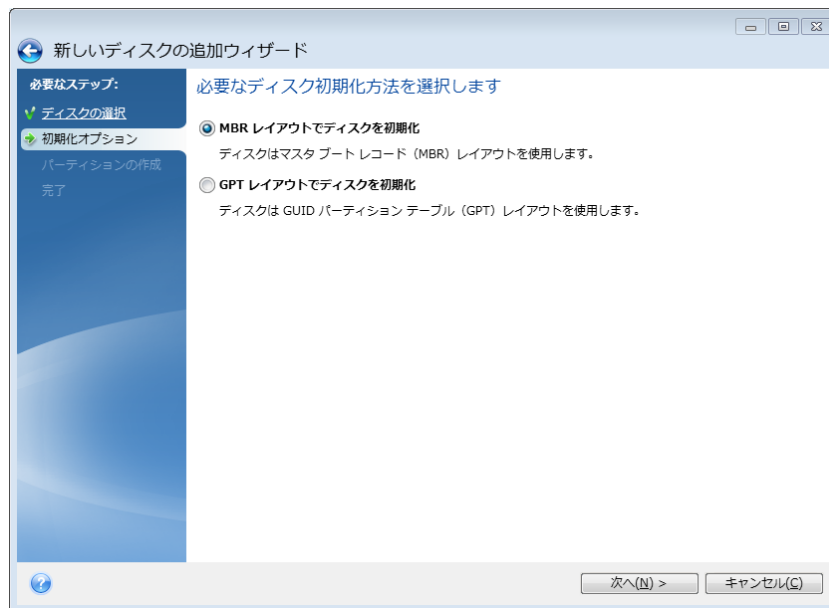 新しいディスクの追加ウィザード
必要なステップ:
ディスクの選択
初期化オプション
パーティションの作成
完了
必要なディスク初期化方法を選択します
MBR レイアウトでディスクを初期化
ディスクはマスタ ブート レコード（MBR）レイアウトを使用します。
GPT レイアウトでディスクを初期化
ディスクは GUID パーティション テーブル（GPT）レイアウトを使用します。
次へ(N) >
キャンセル(C)